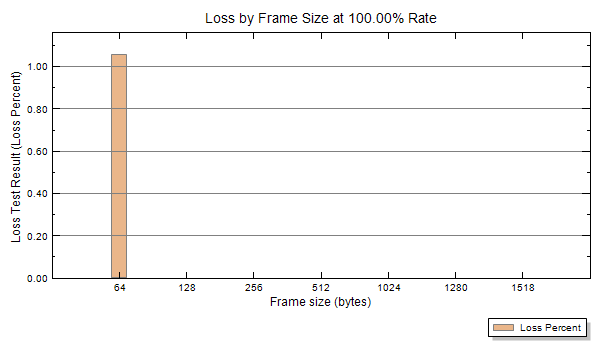 Loss by Frame Size at 100.00% Rate
Loss Test Result (Loss Percent)
1.00
0.80
0.60
0.40
0.20
0.00
64 128 256 512 1024 1280 1518
Frame size (bytes)
Loss Percent